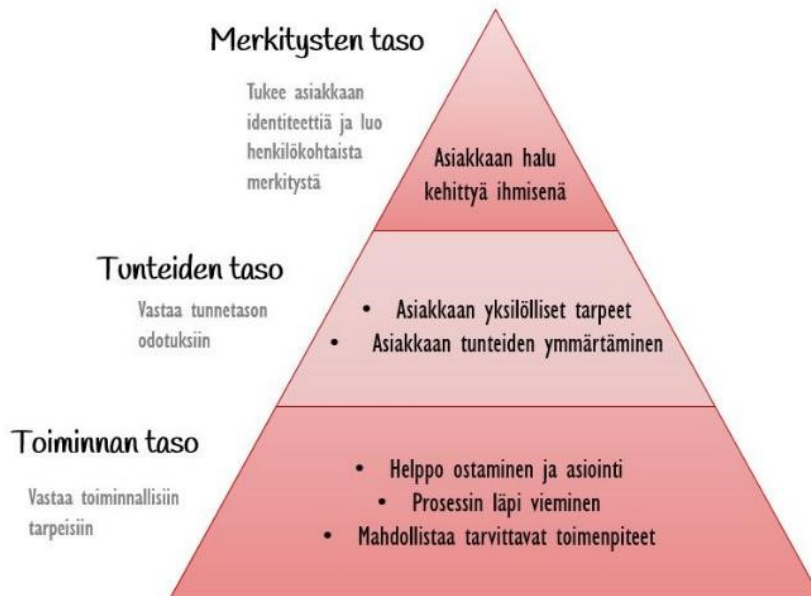 Merkitysten taso
Tukee asiakkaan
identiteettiä ja luo
henkilökohtaista
merkitystä
Asiakkaan halu
kehittyä ihmisenä
Tunteiden taso
Vastaa tunnetason
odotuksiin
• Asiakkaan yksilölliset tarpeet
• Asiakkaan tunteiden ymmärtäminen
Toiminnan taso
Vastaa toiminnallisiin
tarpeisiin
• Helppo ostaminen ja asiointi
• Prosessin läpi vieminen
• Mahdollistaa tarvittavat toimenpiteet